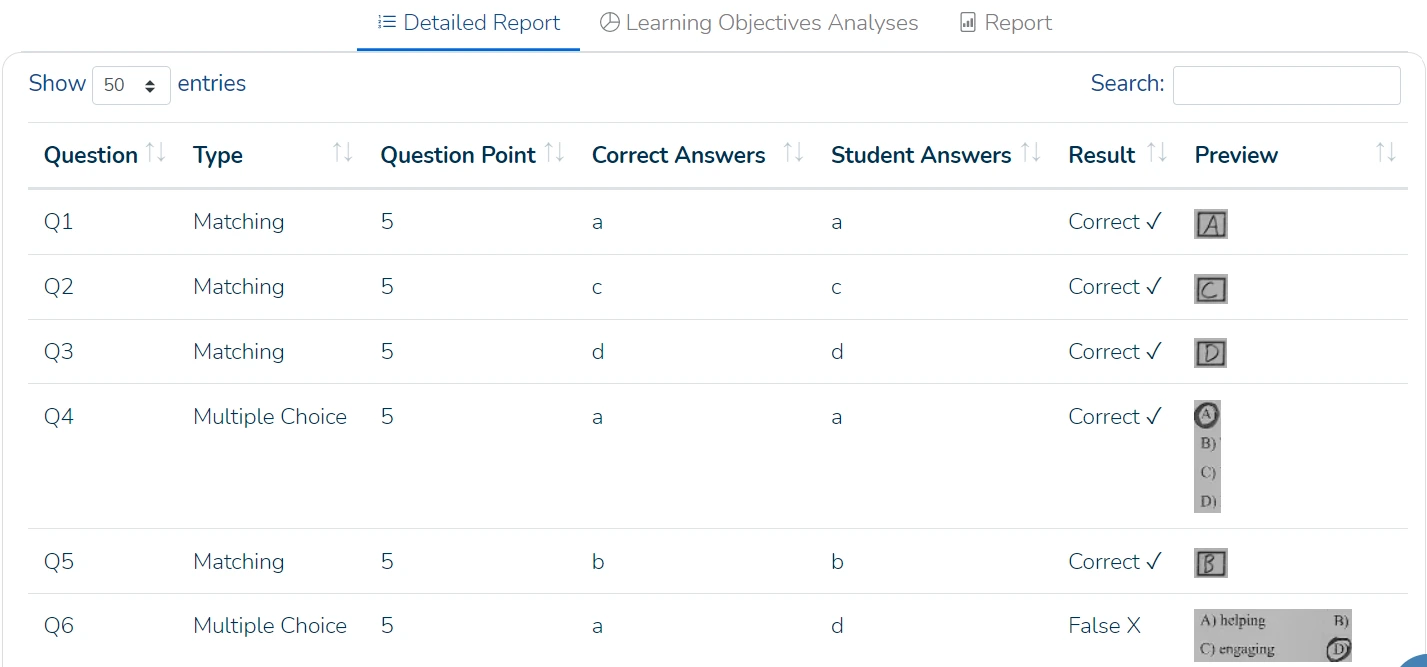 Detailed Report Learning Objectives Analyses Report
Show 50 entries Search:
Question Type Question Point Correct Answers Student Answers Result Preview
Q1 Matching 5 a a Correct ✓ A
Q2 Matching 5 c c Correct ✓ C
Q3 Matching 5 d d Correct ✓ D
Q4 Multiple Choice 5 a a Correct ✓ A
B)
C)
D)
Q5 Matching 5 b b Correct ✓ B
Q6 Multiple Choice 5 a d False X A) helping B)
C) engaging D)